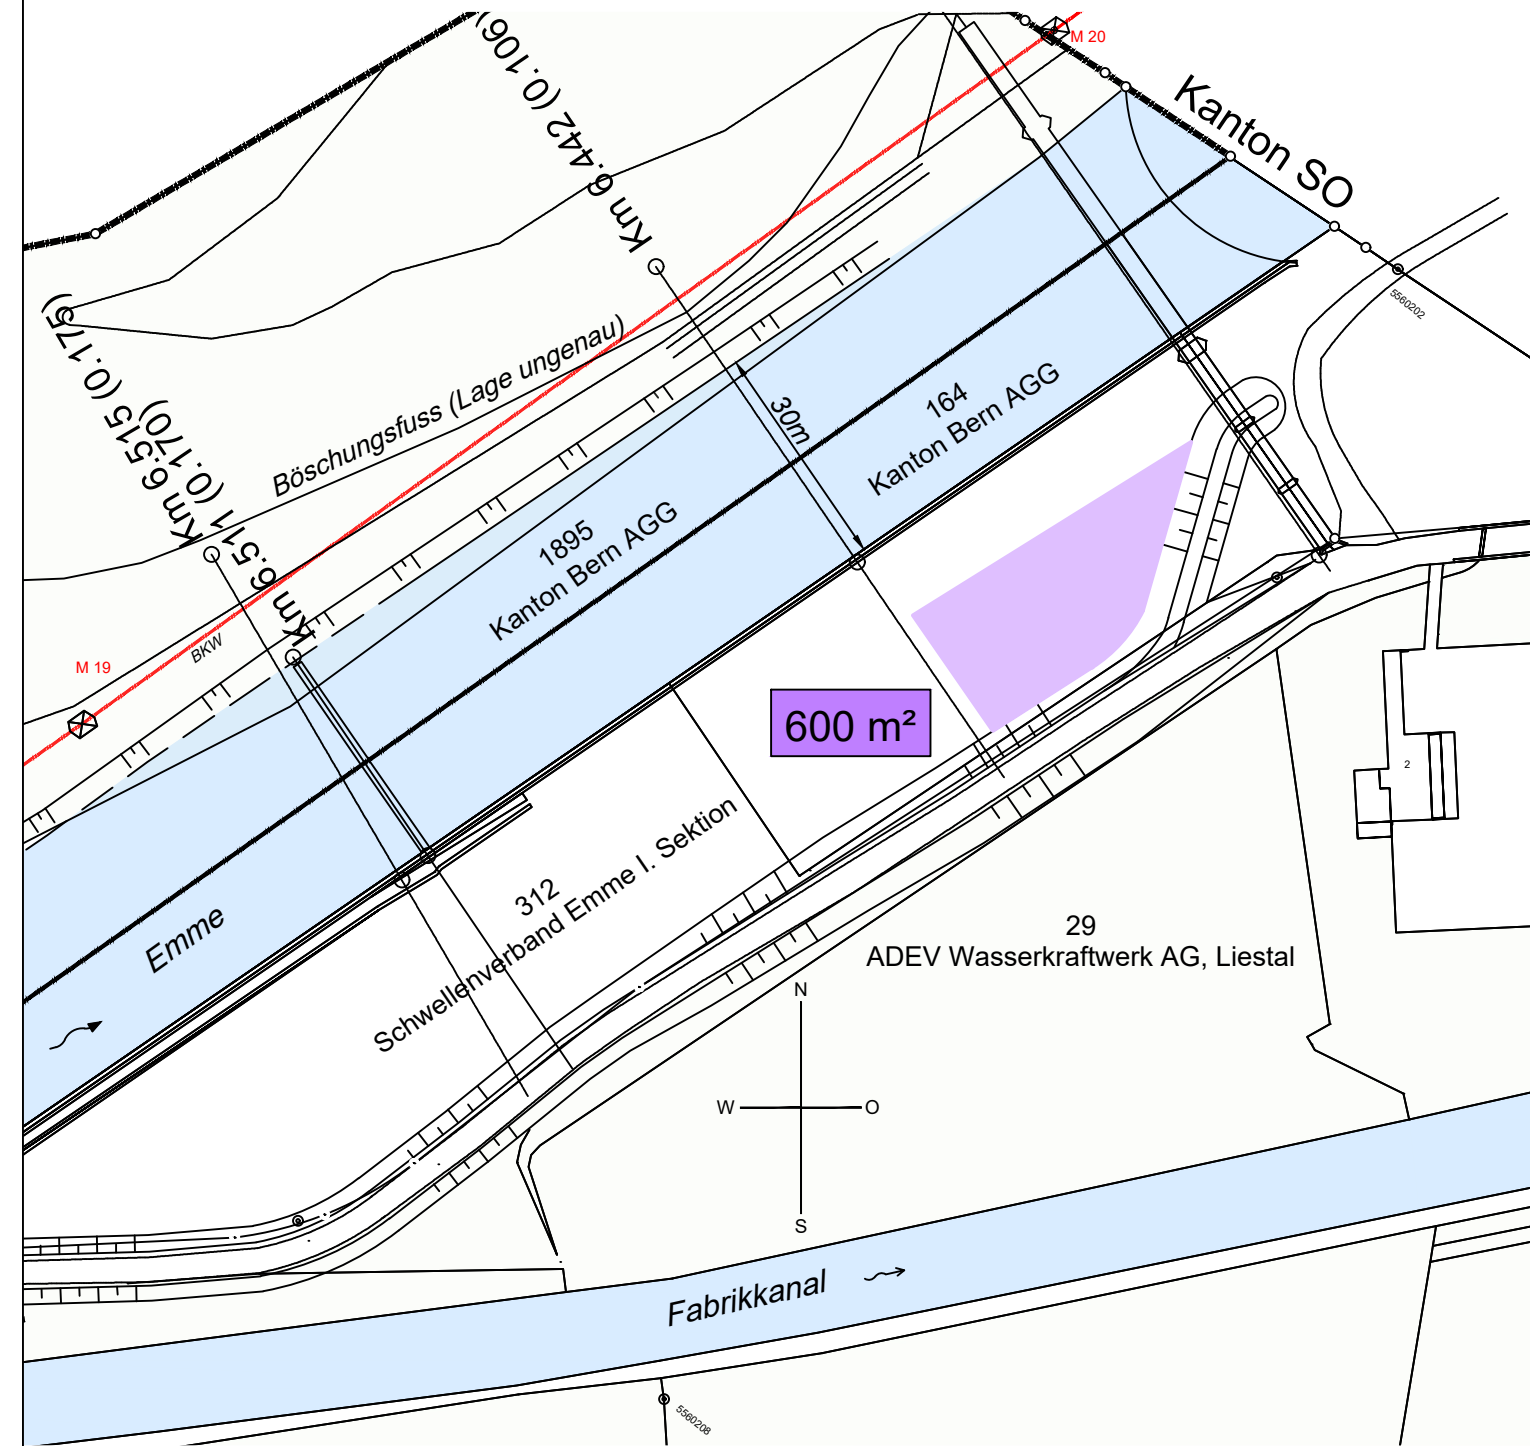 M 20
Kanton SO
Km 6.442 (0.106)
5560202
Km 6.515 (0.175)
Km 6.511 (0.170)
Böschungsfuss (Lage ungenau)
30m
164
Kanton Bern AGG
1895
Kanton Bern AGG
BKW
M 19
600 m²
2
312
Schwellenverband Emme I. Sektion
Emme
29
ADEV Wasserkraftwerk AG, Liestal
N
W
O
S
Fabrikkanal
5560208